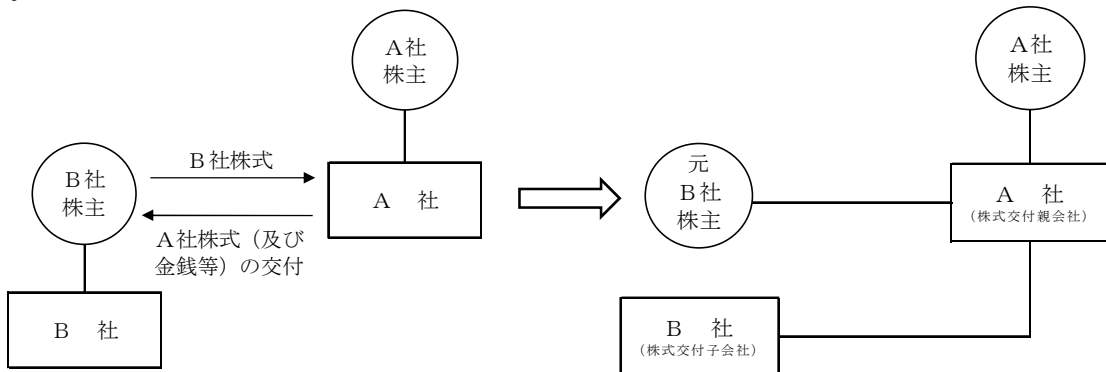 A社
株主
B社
株主
B社株式
A社株式(及び
金銭等)の交付
A 社
B 社
元
B社
株主
A社
株主
A 社
(株式交付親会社)
B 社
(株式交付子会社)